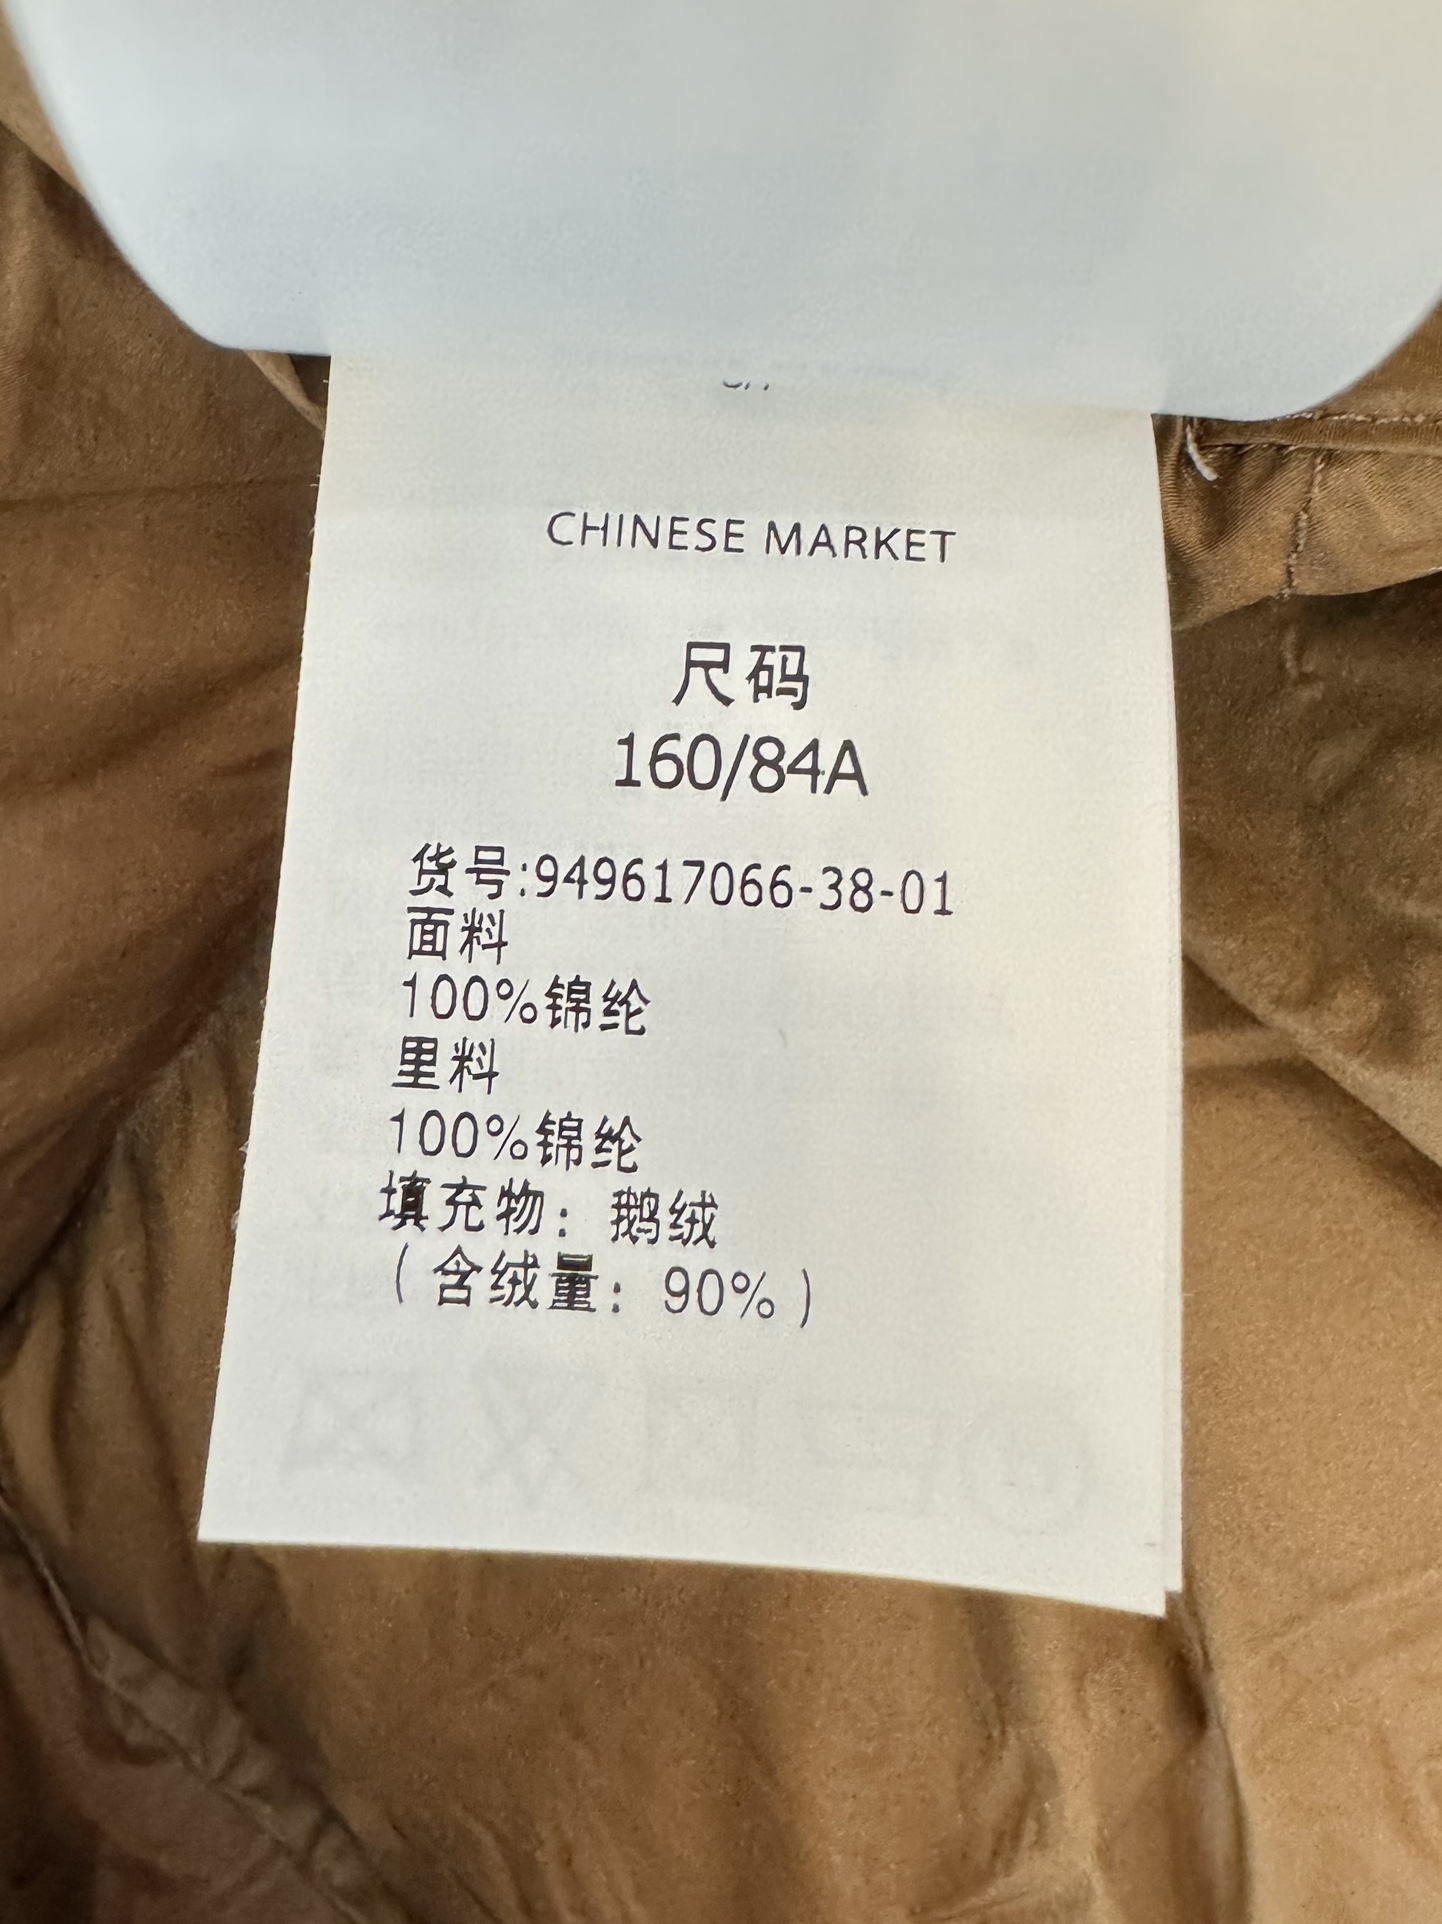 CHINESE MARKET
尺码
160/84A
货号:949617066-38-01
面料
100%锦纶
里料
100%锦纶
填充物：鹅绒
（含绒量：90%）